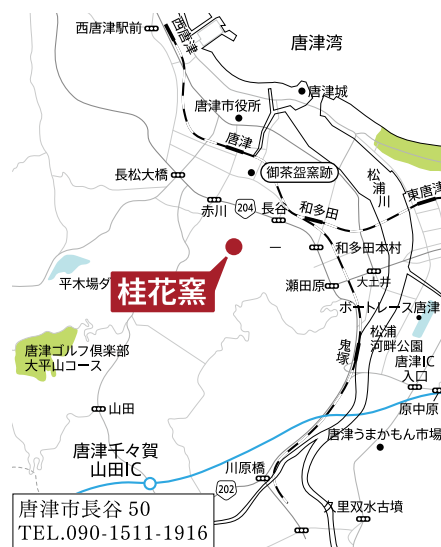 西唐津駅前
西唐津
唐津湾
唐津城
唐津市役所
唐津
御茶盌窯跡
松浦川
東唐津
長松大橋
赤川
204
長谷
和多田
和多田本村
平木場ダ
桂花窯
瀬田原
大土井
ボートレース唐津
鬼塚
松浦
河畔公園
唐津ゴルフ倶楽部
大平山コース
唐津IC
入口
原中原
山田
唐津うまかもん市場
唐津千々賀
山田IC
川原橋
202
久里双水古墳
唐津市長谷 50
TEL.090-1511-1916